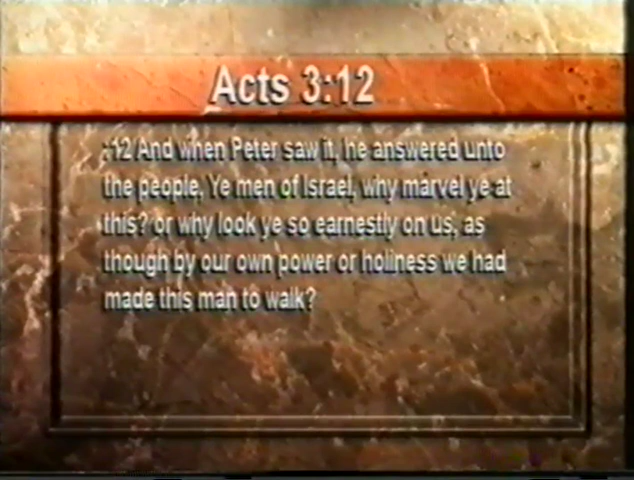 Acts 3:12
:12 And when Peter saw it, he answered unto
the people, Ye men of Israel, why marvel ye at
this? or why look ye so earnestly on us, as
though by our own power or holiness we had
made this man to walk?